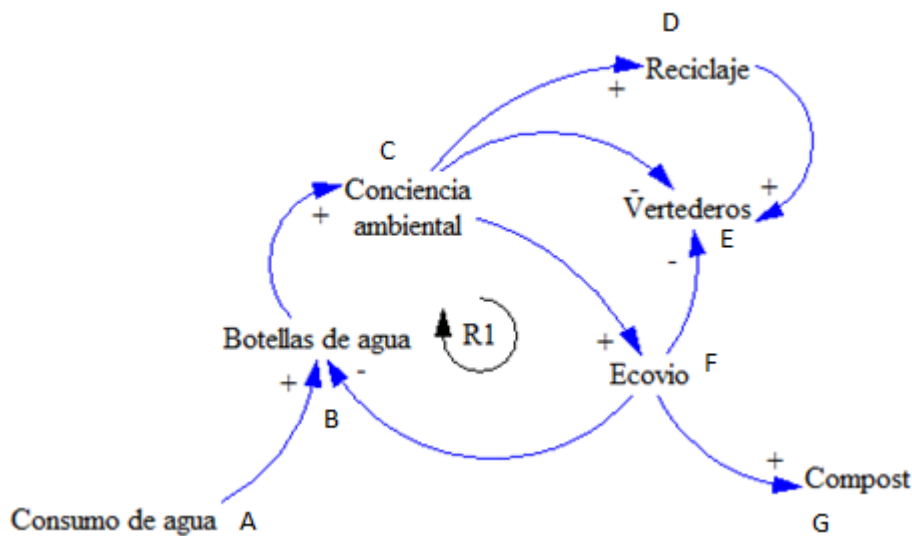 D
Reciclaje
+
C
Conciencia
ambiental
+
+
-
Vertederos
E
-
Botellas de agua
R1
+
Ecovio
F
+
-
B
+
Compost
G
Consumo de agua
A